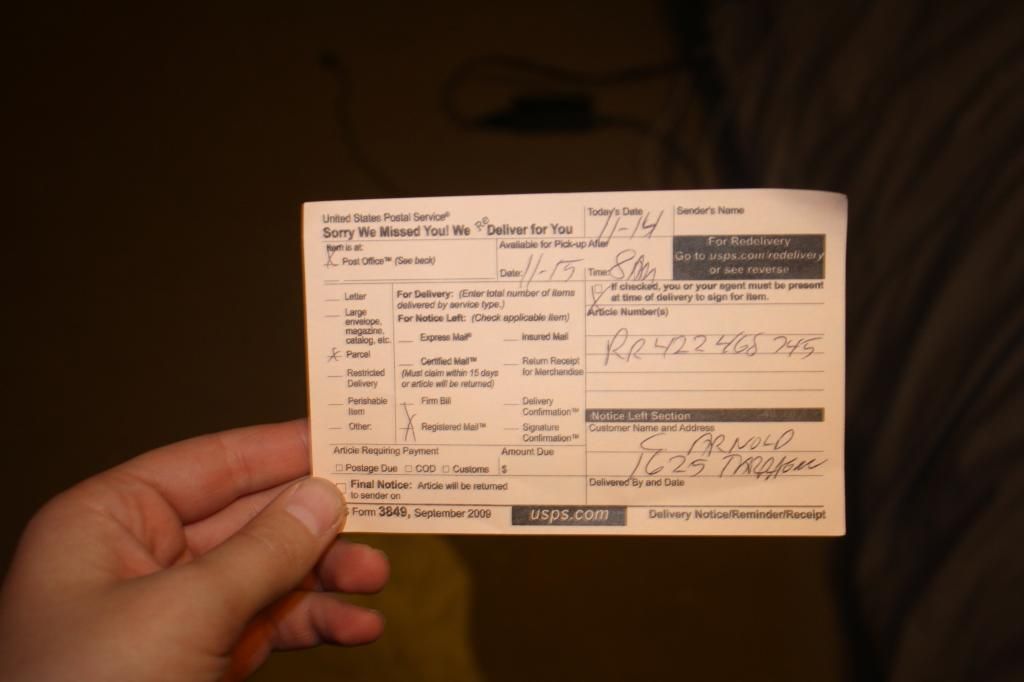 United States Postal Service®
Sorry We Missed You! We RE Deliver for You
Today's Date
11-14
Sender's Name
Item is at:
X Post Office™ (See back)
Available for Pick-up After
Date: 11-15
Time: 8 AM
For Redelivery
Go to usps.com/redelivery
or see reverse
X If checked, you or your agent must be present
at time of delivery to sign for item.
Letter
Large
envelope,
magazine,
catalog, etc.
X Parcel
Restricted
Delivery
Perishable
Item
Other:
For Delivery: (Enter total number of items
delivered by service type.)
For Notice Left: (Check applicable item)
Express Mail®
Certified Mail™
(Must claim within 15 days
or article will be returned)
Firm Bill
X Registered Mail™
Insured Mail
Return Receipt
for Merchandise
Delivery
Confirmation™
Signature
Confirmation™
Article Number(s)
RR 422 468 745
Notice Left Section
Customer Name and Address
C ARNOLD
1625
Article Requiring Payment
Postage Due COD Customs
Amount Due
$
Delivered By and Date
Final Notice: Article will be returned
to sender on
PS Form 3849, September 2009
usps.com
Delivery Notice/Reminder/Receipt